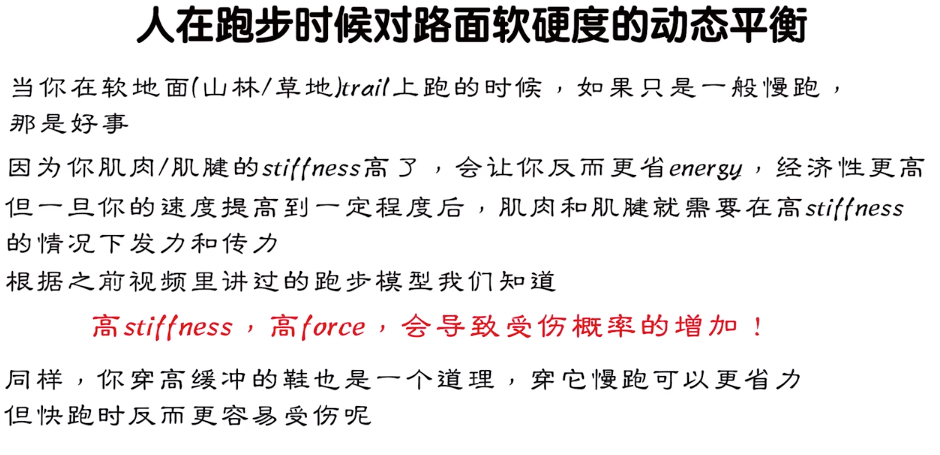 人在跑步时候对路面软硬度的动态平衡
当你在软地面(山林/草地)trail上跑的时候，如果只是一般慢跑，
那是好事
因为你肌肉/肌腱的stiffness高了，会让你反而更省energy，经济性更高
但一旦你的速度提高到一定程度后，肌肉和肌腱就需要在高stiffness
的情况下发力和传力
根据之前视频里讲过的跑步模型我们知道
高stiffness，高force，会导致受伤概率的增加！
同样，你穿高缓冲的鞋也是一个道理，穿它慢跑可以更省力
但快跑时反而更容易受伤呢